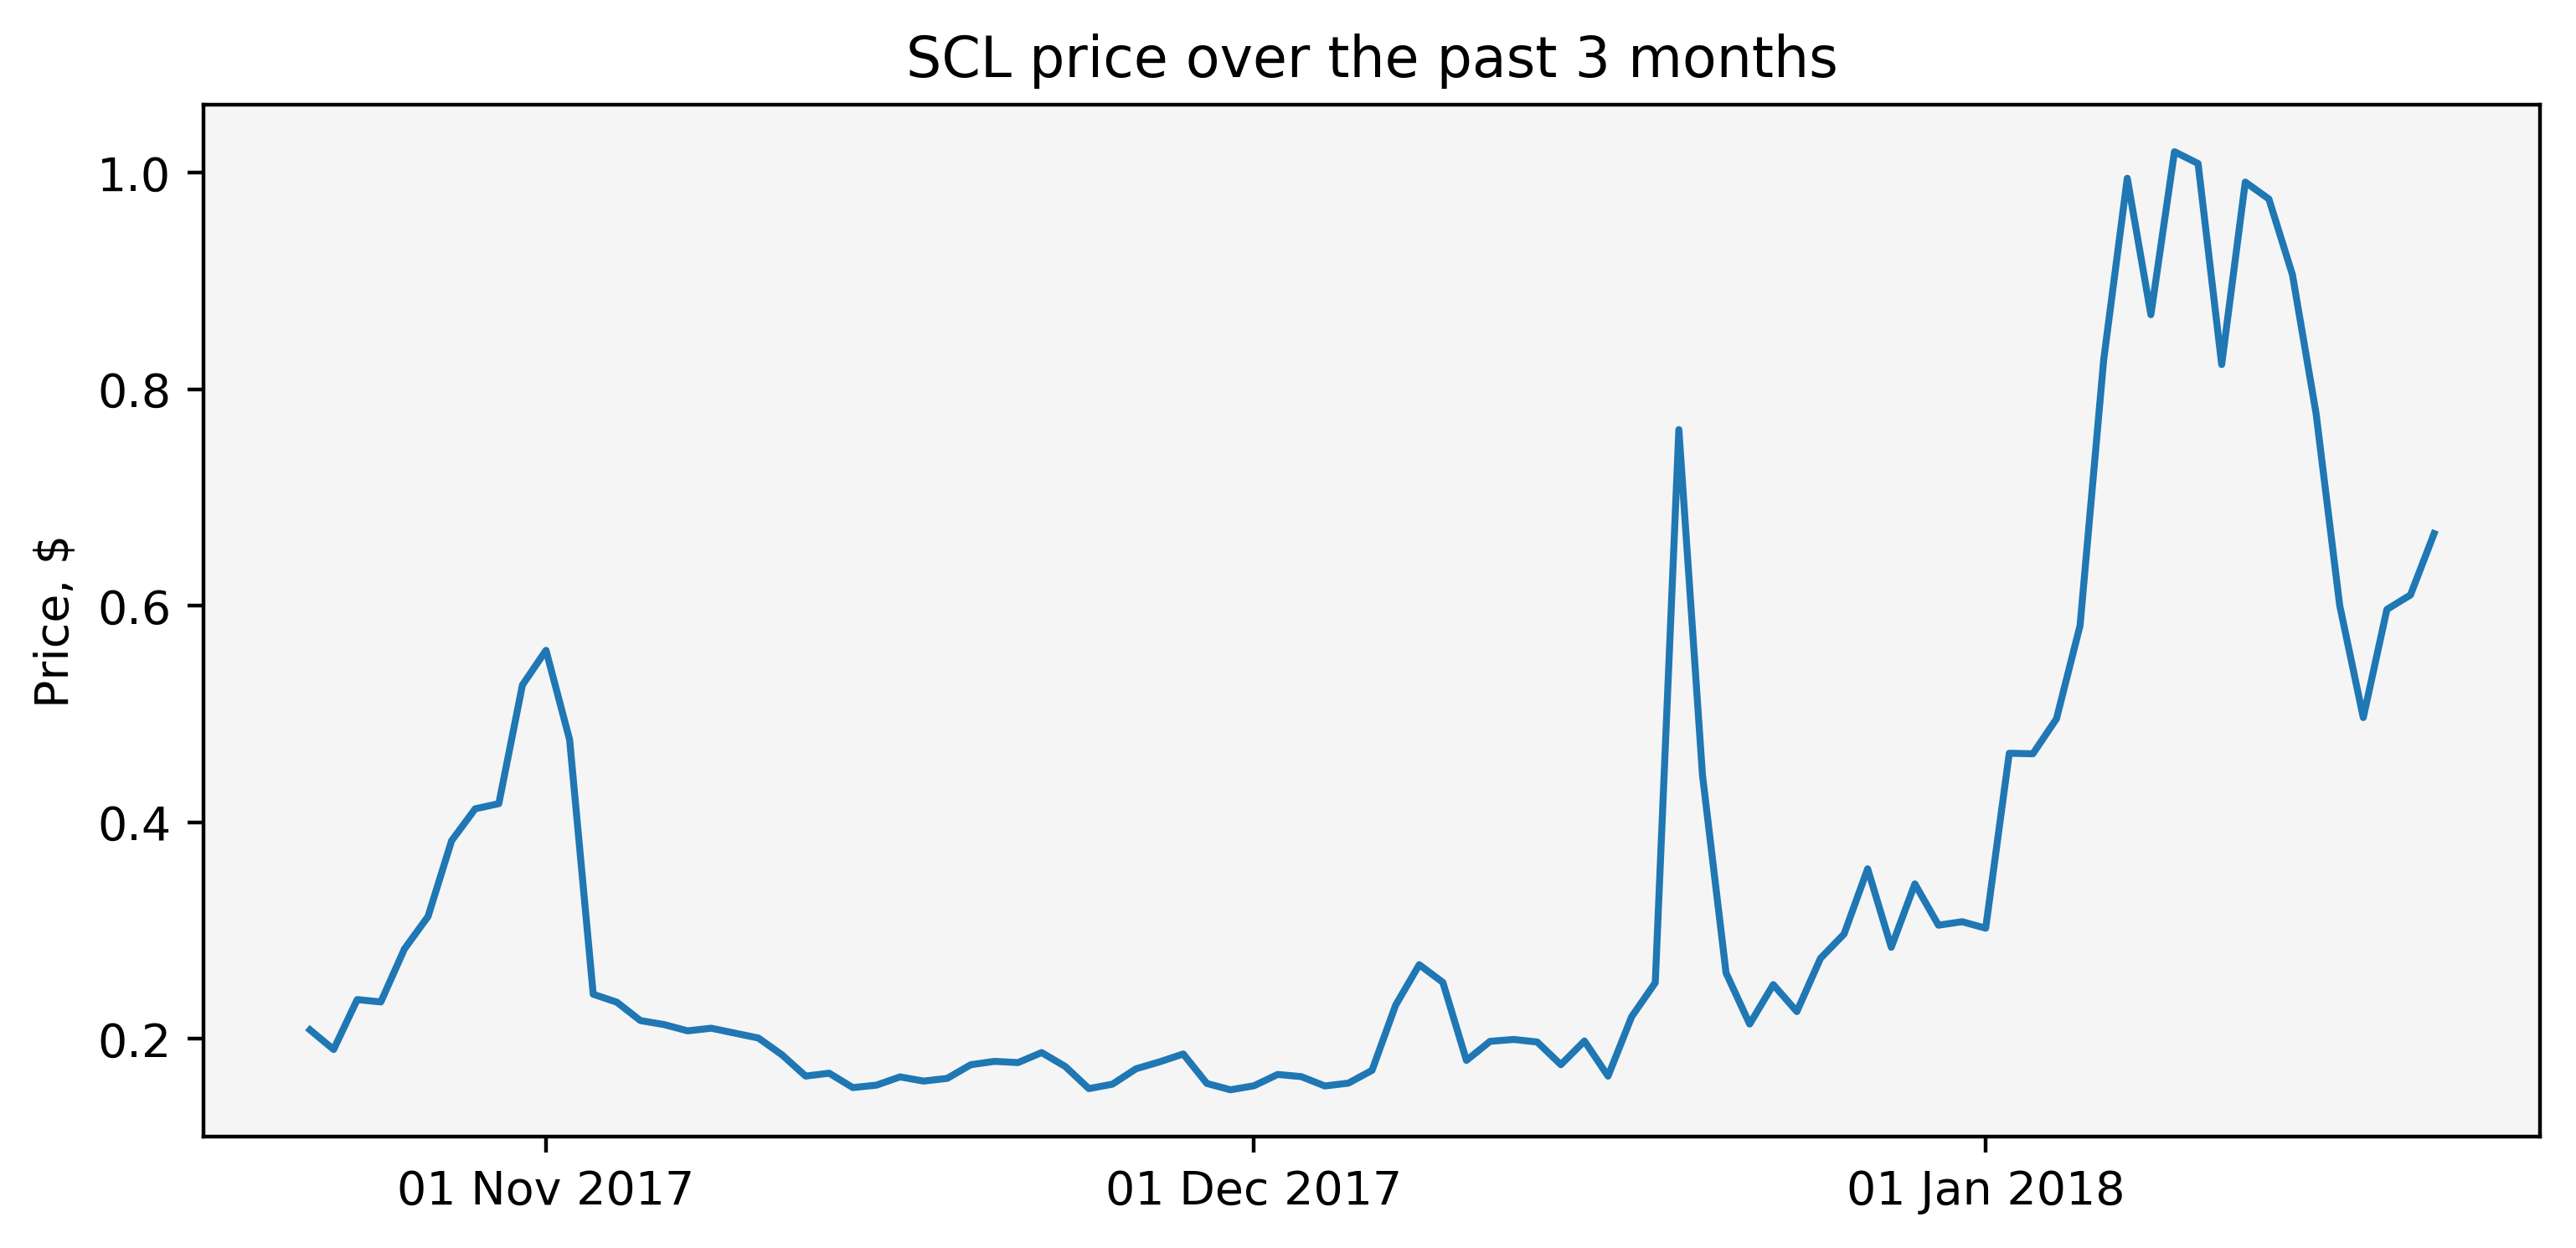 SCL price over the past 3 months
Price, $
1.0
0.8
0.6
0.4
0.2
01 Nov 2017
01 Dec 2017
01 Jan 2018